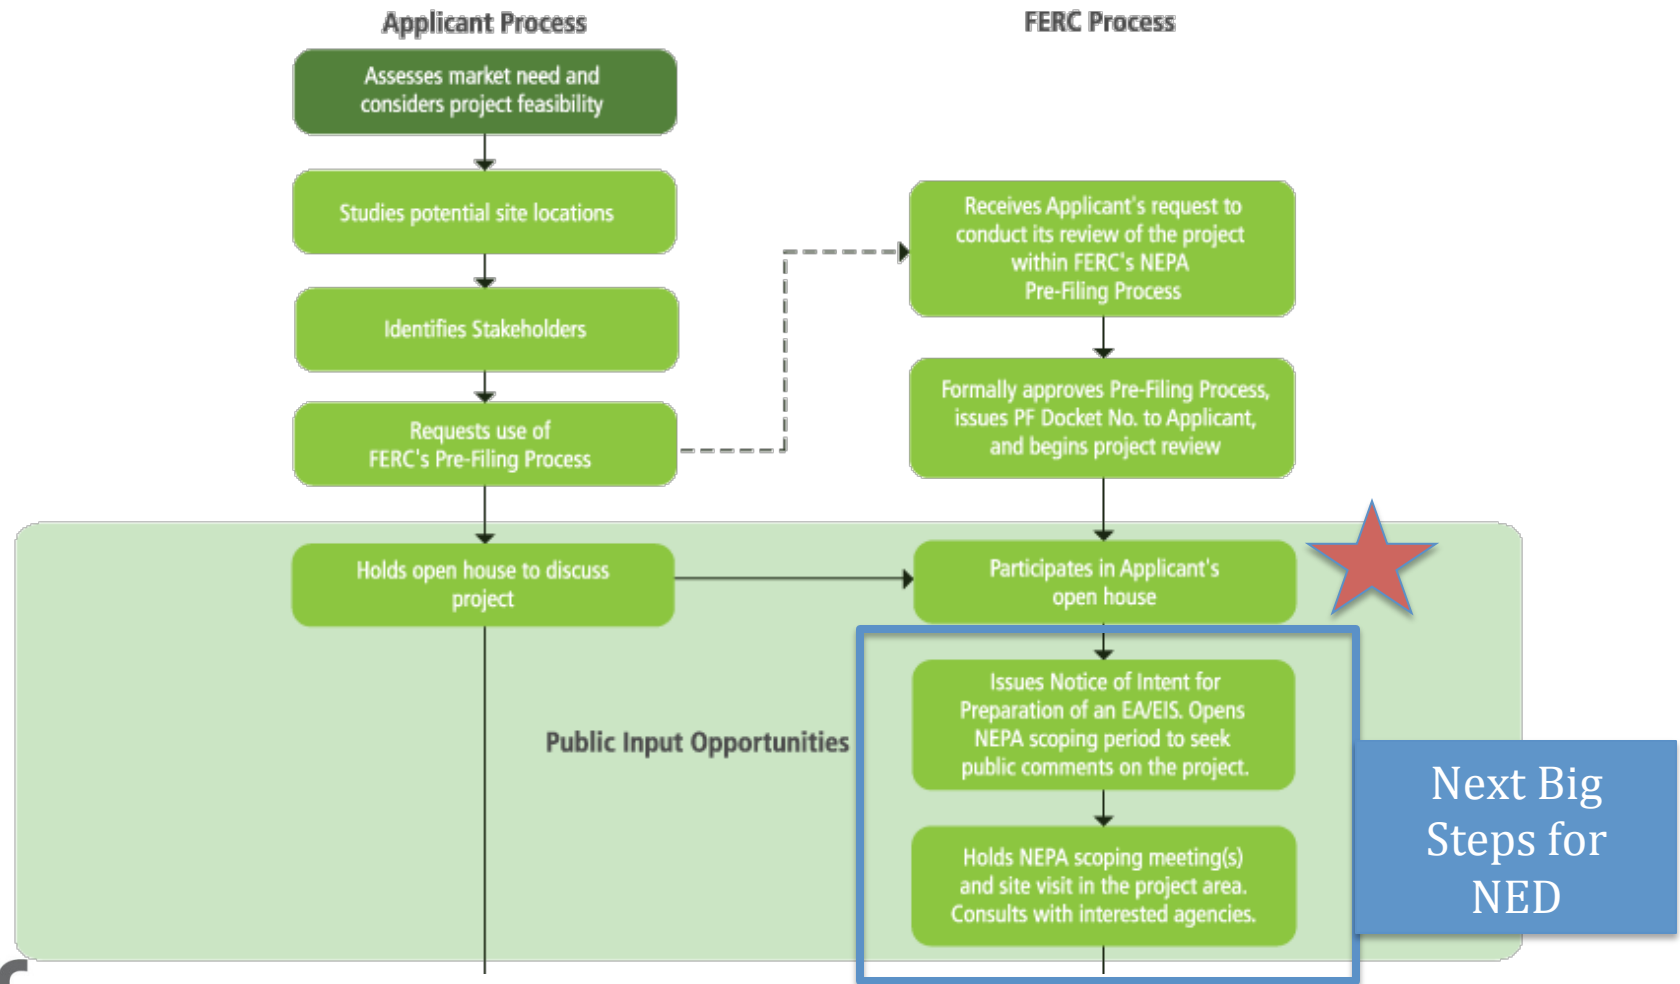 Applicant Process
Assesses market need and
considers project feasibility
Studies potential site locations
Identifies Stakeholders
Requests use of
FERC's Pre-Filing Process
Holds open house to discuss
project
FERC Process
Receives Applicant's request to
conduct its review of the project
within FERC's NEPA
Pre-Filing Process
Formally approves Pre-Filing Process,
issues PF Docket No. to Applicant,
and begins project review
Participates in Applicant's
open house
Issues Notice of Intent for
Preparation of an EA/EIS. Opens
NEPA scoping period to seek
public comments on the project.
Holds NEPA scoping meeting(s)
and site visit in the project area.
Consults with interested agencies.
Public Input Opportunities
Next Big
Steps for
NED